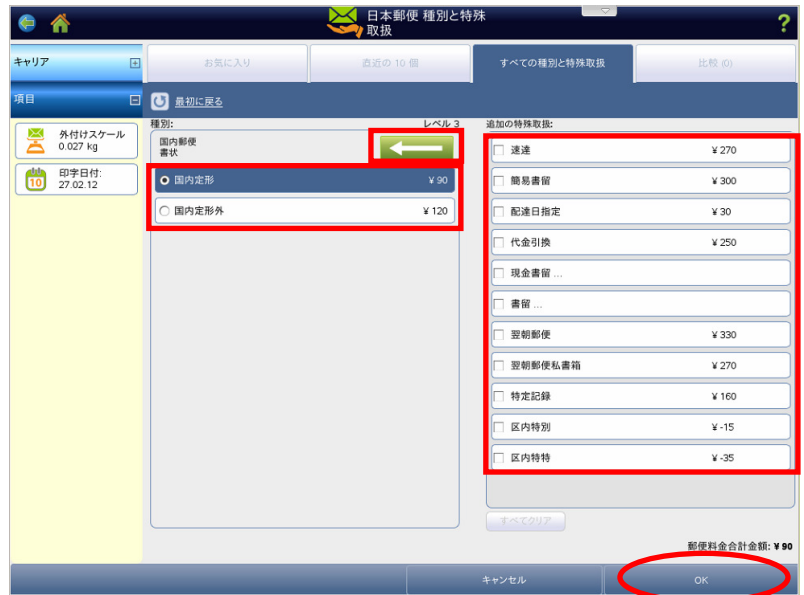 日本郵便 種別と特殊
取扱
?
キャリア
お気に入り
直近の 10 個
すべての種別と特殊取扱
比較 (0)
項目
最初に戻る
外付けスケール
0.027 kg
10
印字日付:
27.02.12
種別:
レベル 3
国内郵便
書状
国内定形 ¥ 90
国内定形外 ¥ 120
追加の特殊取扱:
速達 ¥ 270
簡易書留 ¥ 300
配達日指定 ¥ 30
代金引換 ¥ 250
現金書留 ...
書留 ...
翌朝郵便 ¥ 330
翌朝郵便私書箱 ¥ 270
特定記録 ¥ 160
区内特別 ¥ -15
区内特特 ¥ -35
すべてクリア
郵便料金合計金額: ¥ 90
キャンセル
OK